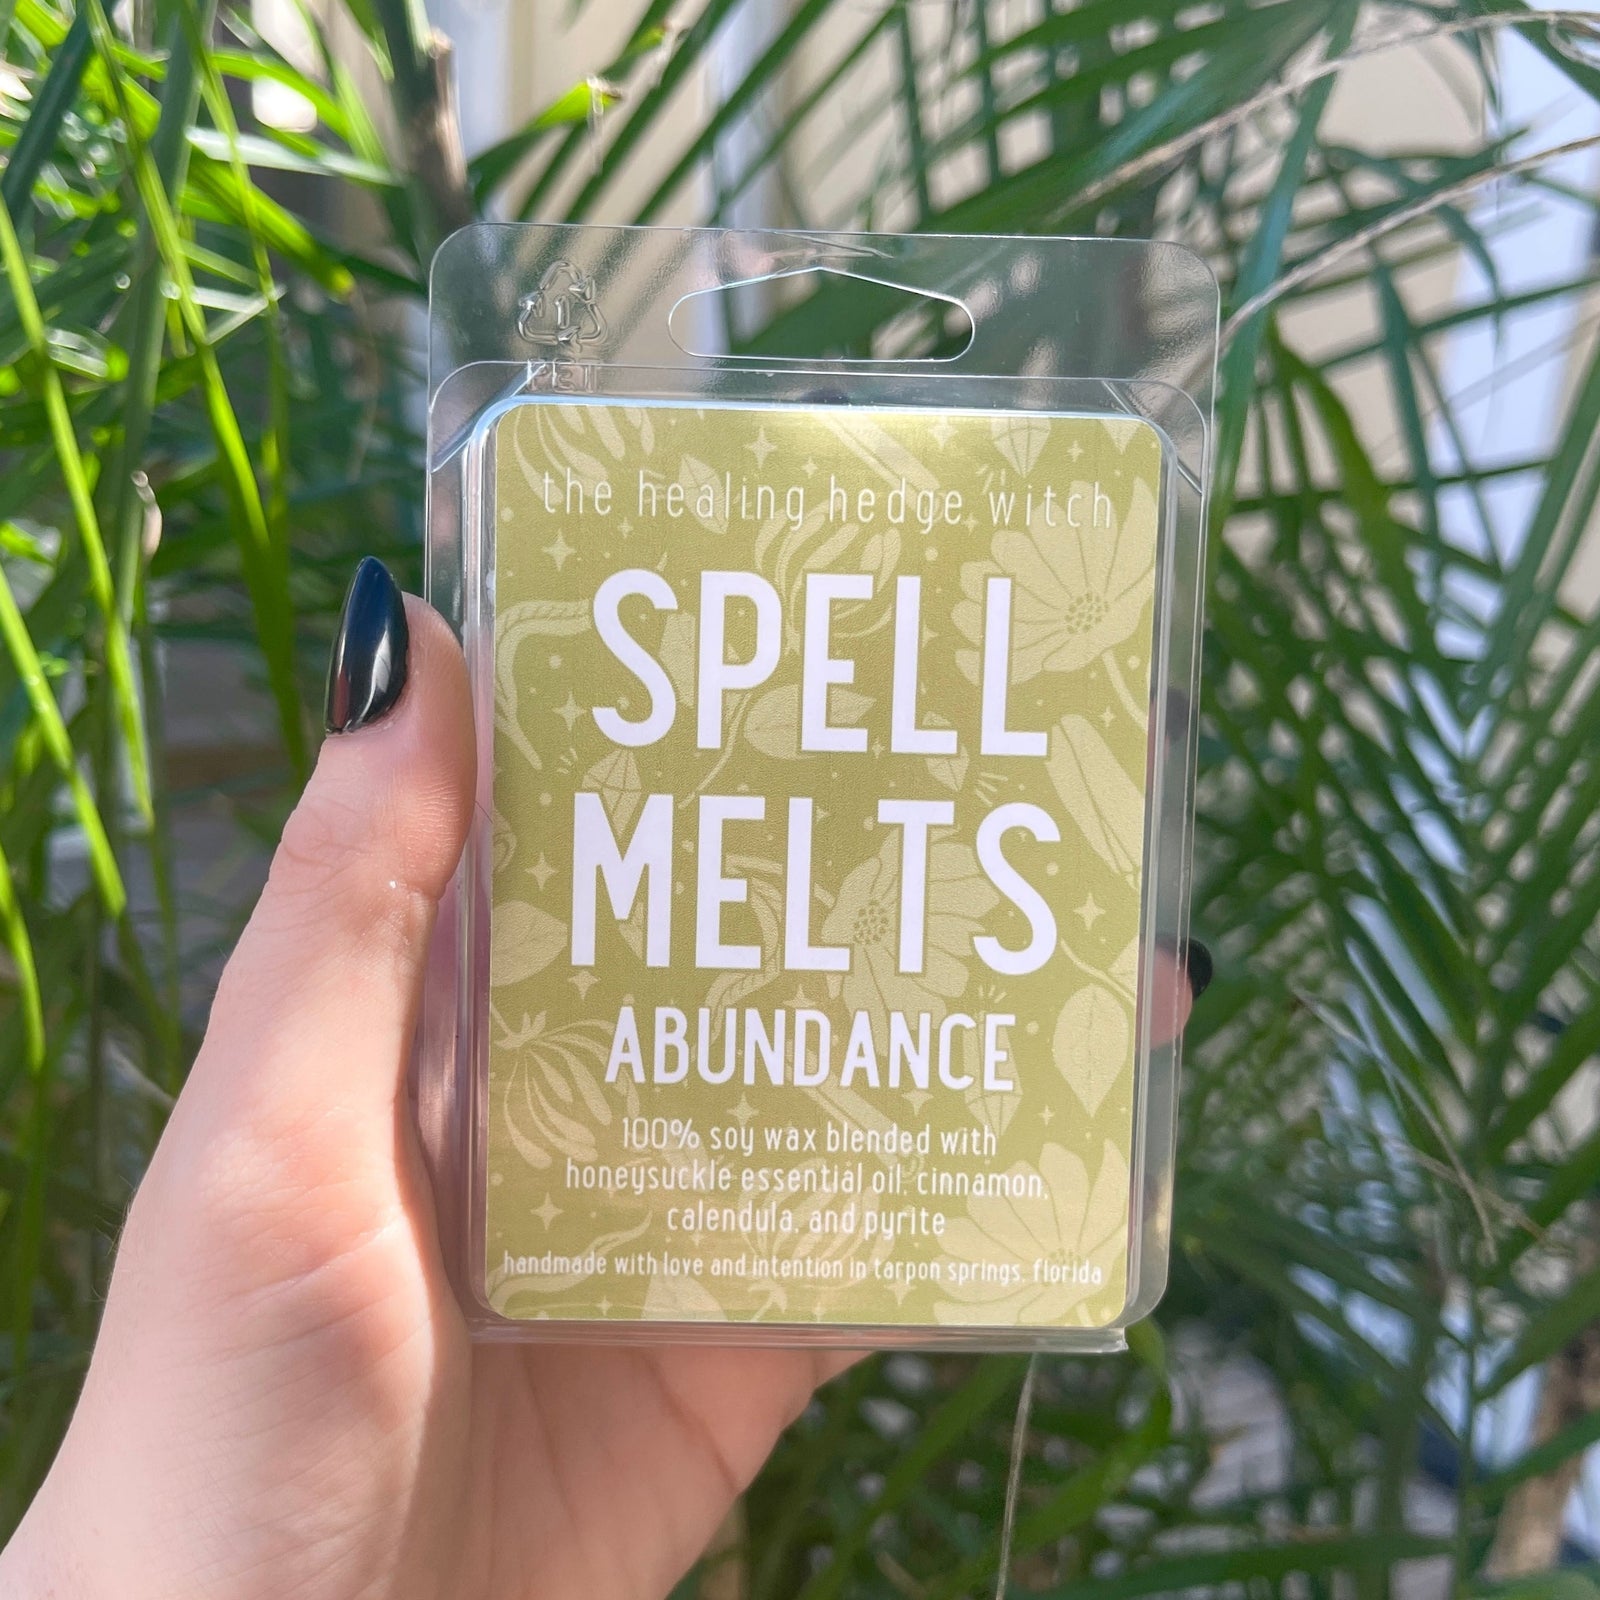 the healing hedge witch
SPELL
MELTS
ABUNDANCE
100% soy wax blended with
honeysuckle essential oil, cinnamon,
calendula, and pyrite
handmade with love and intention in tarpon springs, florida